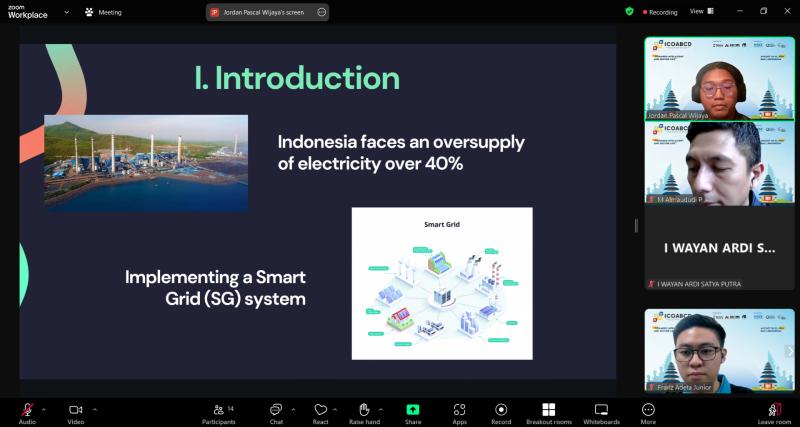 zoom
Workplace
Meeting
JP
Jordan Pascal Wijaya's screen
Recording
View
I. Introduction
Indonesia faces an oversupply
of electricity over 40%
Smart Grid
Implementing a Smart
Grid (SG) system
ICOABCD
Jordan Pascal Wijaya
ICOABCD
M Almaududi P
I WAYAN ARDI S...
I WAYAN ARDI SATYA PUTRA
ICOABCD
Franz Adeta Junior
Audio
Video
14
Participants
Chat
React
Raise hand
Share
Apps
Record
Breakout rooms
Whiteboards
More
Leave room